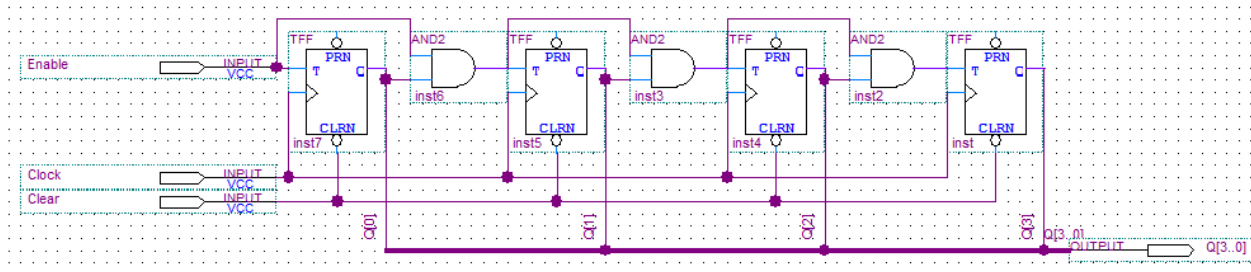 TFF
AND2
TFF
AND2
TFF
AND2
TFF
PRN
PRN
PRN
PRN
Enable
INPUT
VCC
T
Q
T
Q
T
Q
T
Q
inst6
inst3
inst2
CLRN
CLRN
CLRN
CLRN
inst7
inst5
inst4
inst
Clock
INPUT
VCC
Clear
INPUT
VCC
Q[0]
Q[1]
Q[2]
Q[3]
Q[3..0]
OUTPUT
Q[3..0]